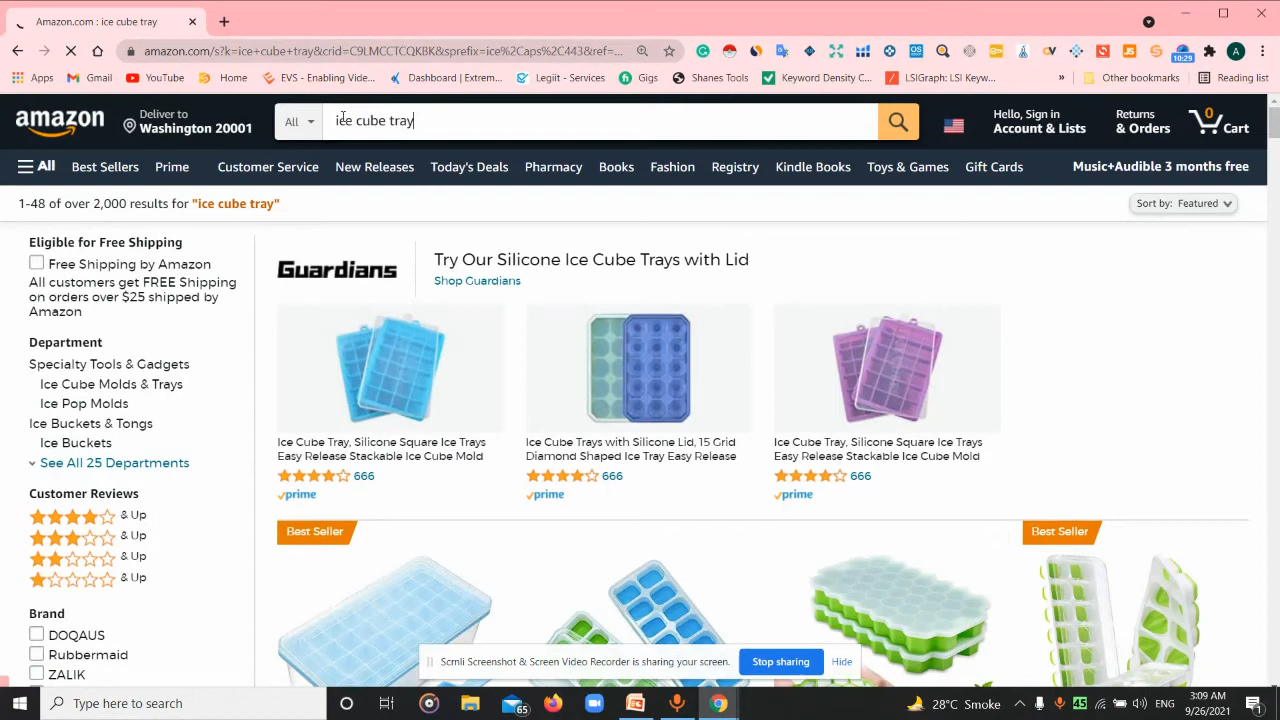 Amazon.com : ice cube tray
amazon.com/s?k=ice+cube+tray&crid=C9LMCCTCQKBK&sprefix=ice%2Caps%2C443&ref=...
Apps
Gmail
YouTube
Home
EVS - Enabling Vide...
Dashboard | Extrem...
Legiit - Services
Gigs
Shared Tools
Keyword Density C...
LSIGraph: LSI Keyw...
»
Other bookmarks
Reading list
10:29
A
amazon
Deliver to
Washington 20001
All
ice cube tray
Hello, Sign in
Account & Lists
Returns
& Orders
0
Cart
All
Best Sellers
Prime
Customer Service
New Releases
Today's Deals
Pharmacy
Books
Fashion
Registry
Kindle Books
Toys & Games
Gift Cards
Music+Audible 3 months free
1-48 of over 2,000 results for "ice cube tray"
Sort by: Featured
Eligible for Free Shipping
Free Shipping by Amazon
All customers get FREE Shipping
on orders over $25 shipped by
Amazon
Department
Specialty Tools & Gadgets
Ice Cube Molds & Trays
Ice Pop Molds
Ice Buckets & Tongs
Ice Buckets
See All 25 Departments
Customer Reviews
& Up
& Up
& Up
& Up
Brand
DOQAUS
Rubbermaid
ZALIK
Guardians
Try Our Silicone Ice Cube Trays with Lid
Shop Guardians
Ice Cube Tray, Silicone Square Ice Trays
Easy Release Stackable Ice Cube Mold
666
prime
Ice Cube Trays with Silicone Lid, 15 Grid
Diamond Shaped Ice Tray Easy Release
666
prime
Ice Cube Tray, Silicone Square Ice Trays
Easy Release Stackable Ice Cube Mold
666
prime
Best Seller
Best Seller
Scrnli Screenshot & Screen Video Recorder is sharing your screen.
Stop sharing
Hide
Type here to search
65
28°C Smoke
45
ENG
3:09 AM
9/26/2021
1